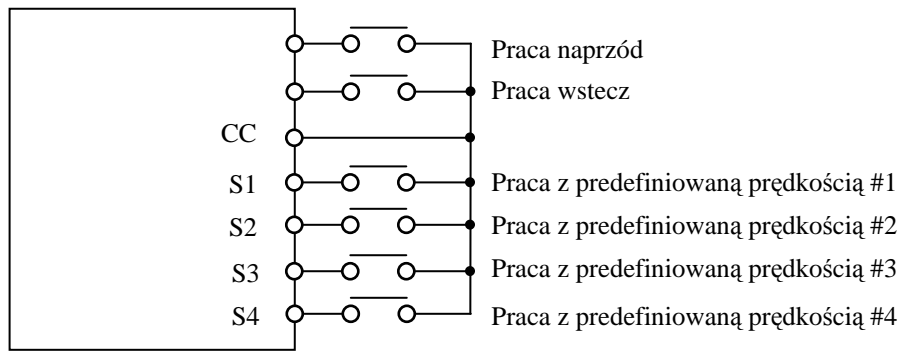 Praca naprzód
Praca wstecz
CC
S1 Praca z predefiniowaną prędkością #1
S2 Praca z predefiniowaną prędkością #2
S3 Praca z predefiniowaną prędkością #3
S4 Praca z predefiniowaną prędkością #4